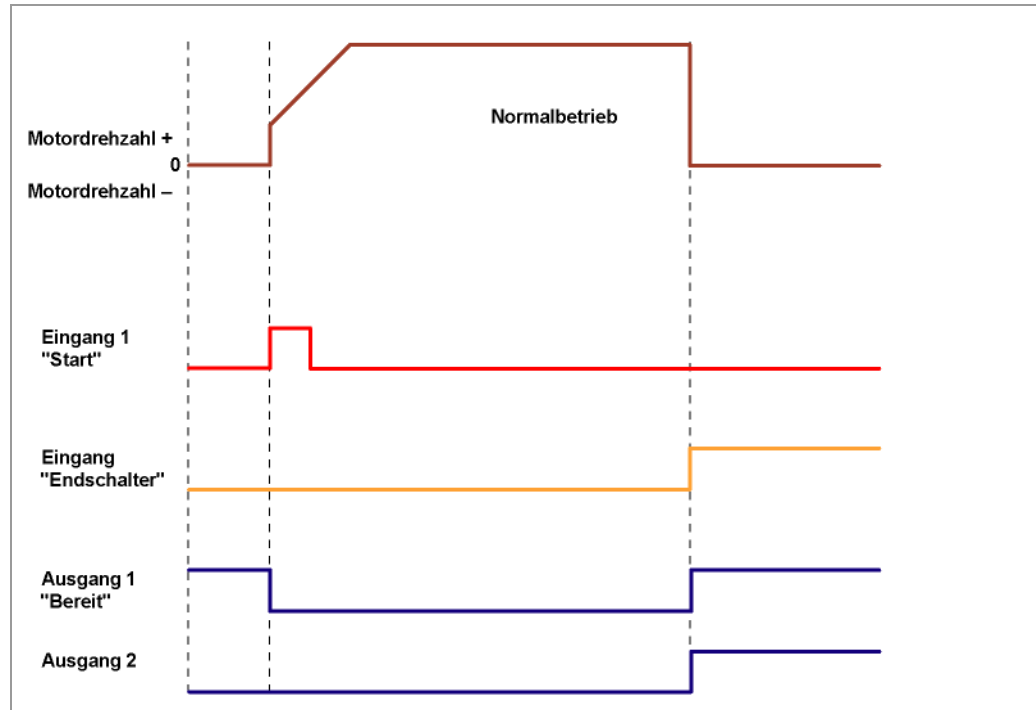 Normalbetrieb
Motordrehzahl +
0
Motordrehzahl –
Eingang 1
"Start"
Eingang
"Endschalter"
Ausgang 1
"Bereit"
Ausgang 2